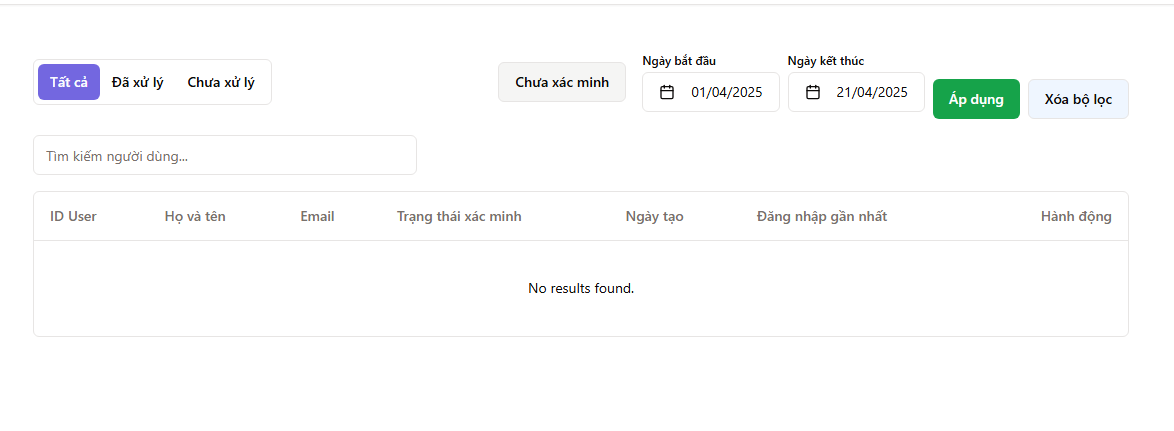 Tất cả Đã xử lý Chưa xử lý
Chưa xác minh
Ngày bắt đầu
01/04/2025
Ngày kết thúc
21/04/2025
Áp dụng
Xóa bộ lọc
Tìm kiếm người dùng...
ID User Họ và tên Email Trạng thái xác minh Ngày tạo Đăng nhập gần nhất Hành động
No results found.